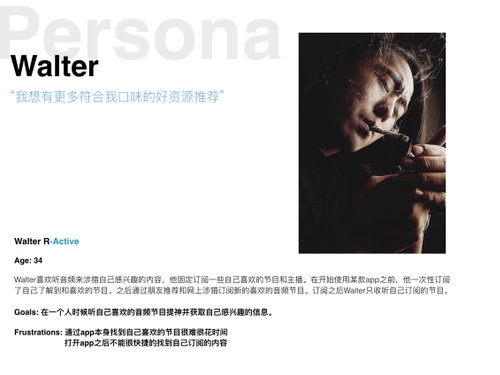 Persona
Walter
“我想有更多符合我口味的好资源推荐”
Walter R-Active
Age: 34
Walter喜欢听音频来涉猎自己感兴趣的内容，他固定订阅一些自己喜欢的节目和主播。在开始使用某款app之前，他一次性订阅
了自己了解到和喜欢的节目。之后通过朋友推荐和网上涉猎订阅新的喜欢的音频节目。订阅之后Walter只收听自己订阅的节目。
Goals: 在一个人时候听自己喜欢的音频节目提神并获取自己感兴趣的信息。
Frustrations: 通过app本身找到自己喜欢的节目很难很花时间
打开app之后不能很快捷的找到自己订阅的内容